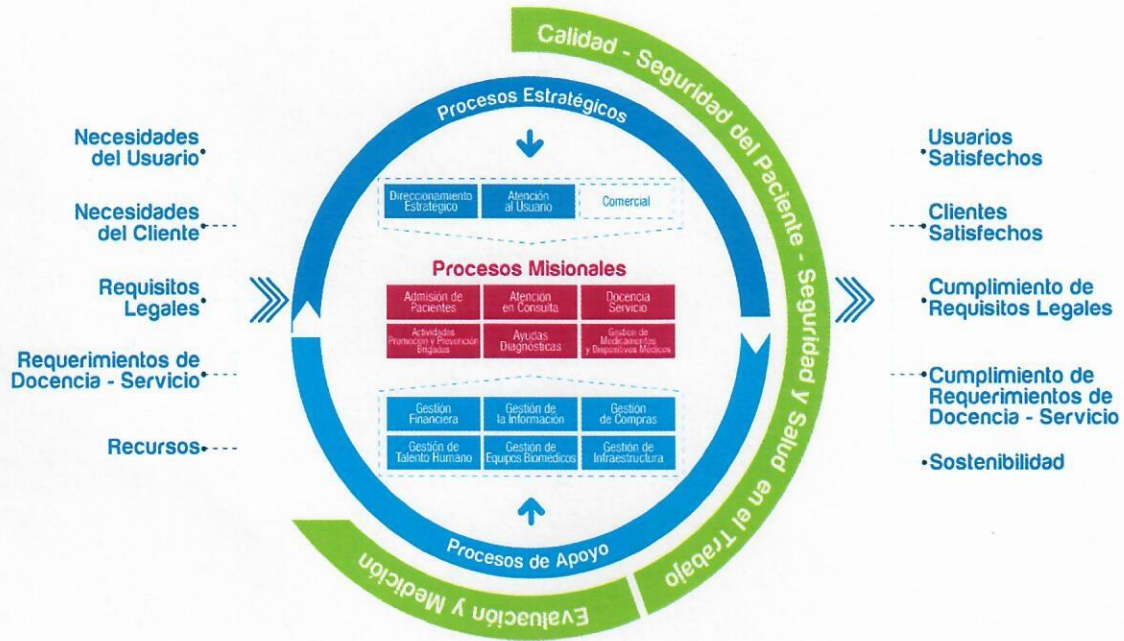 Calidad - Seguridad del Paciente - Seguridad y Salud en el Trabajo
Procesos Estratégicos
Necesidades
del Usuario
Necesidades
del Cliente
Requisitos
Legales
Requerimientos de
Docencia - Servicio
Recursos
Direccionamiento
Estratégico
Atención
al Usuario
Comercial
Procesos Misionales
Admisión de
Pacientes
Atención
en Consulta
Docencia
Servicio
Actividades
Promoción y Prevención
Brigadas
Ayudas
Diagnósticas
Gestión de
Medicamentos
y Dispositivos Médicos
Gestión
Financiera
Gestión de
la Información
Gestión
de Compras
Gestión de
Talento Humano
Gestión de
Equipos Biomédicos
Gestión de
Infraestructura
Procesos de Apoyo
Evaluación y Medición
Usuarios
Satisfechos
Clientes
Satisfechos
Cumplimiento de
Requisitos Legales
Cumplimiento de
Requerimientos de
Docencia - Servicio
Sostenibilidad